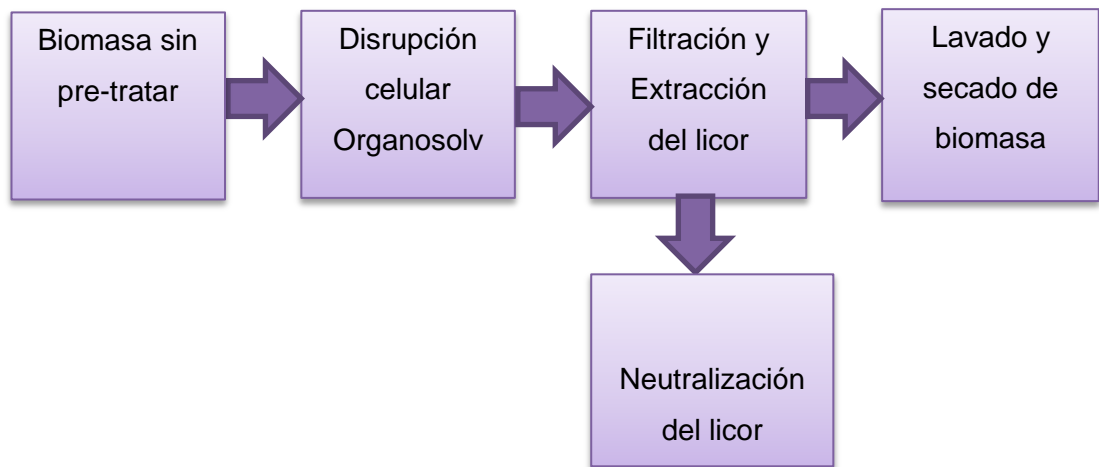 Biomasa sin
pre-tratar
Disrupción
celular
Organosolv
Filtración y
Extracción
del licor
Lavado y
secado de
biomasa
Neutralización
del licor